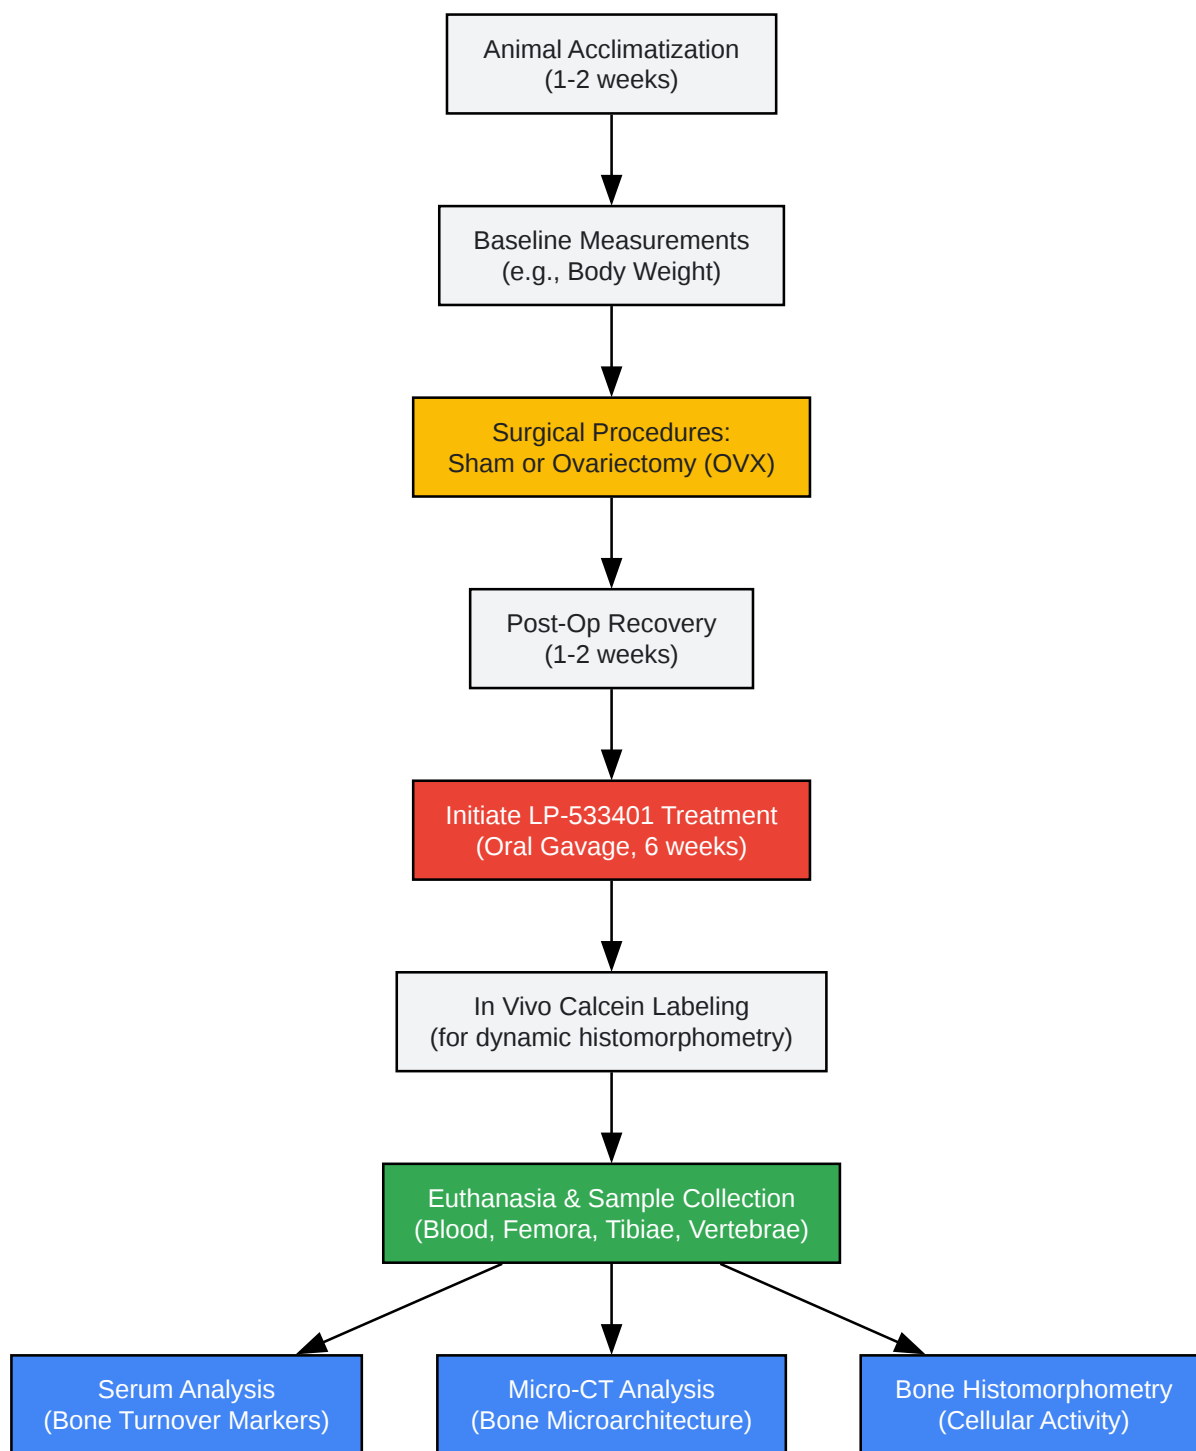 Animal Acclimatization
(1-2 weeks)
Baseline Measurements
(e.g., Body Weight)
Surgical Procedures:
Sham or Ovariectomy (OVX)
Post-Op Recovery
(1-2 weeks)
Initiate LP-533401 Treatment
(Oral Gavage, 6 weeks)
In Vivo Calcein Labeling
(for dynamic histomorphometry)
Euthanasia & Sample Collection
(Blood, Femora, Tibiae, Vertebrae)
Serum Analysis
(Bone Turnover Markers)
Micro-CT Analysis
(Bone Microarchitecture)
Bone Histomorphometry
(Cellular Activity)